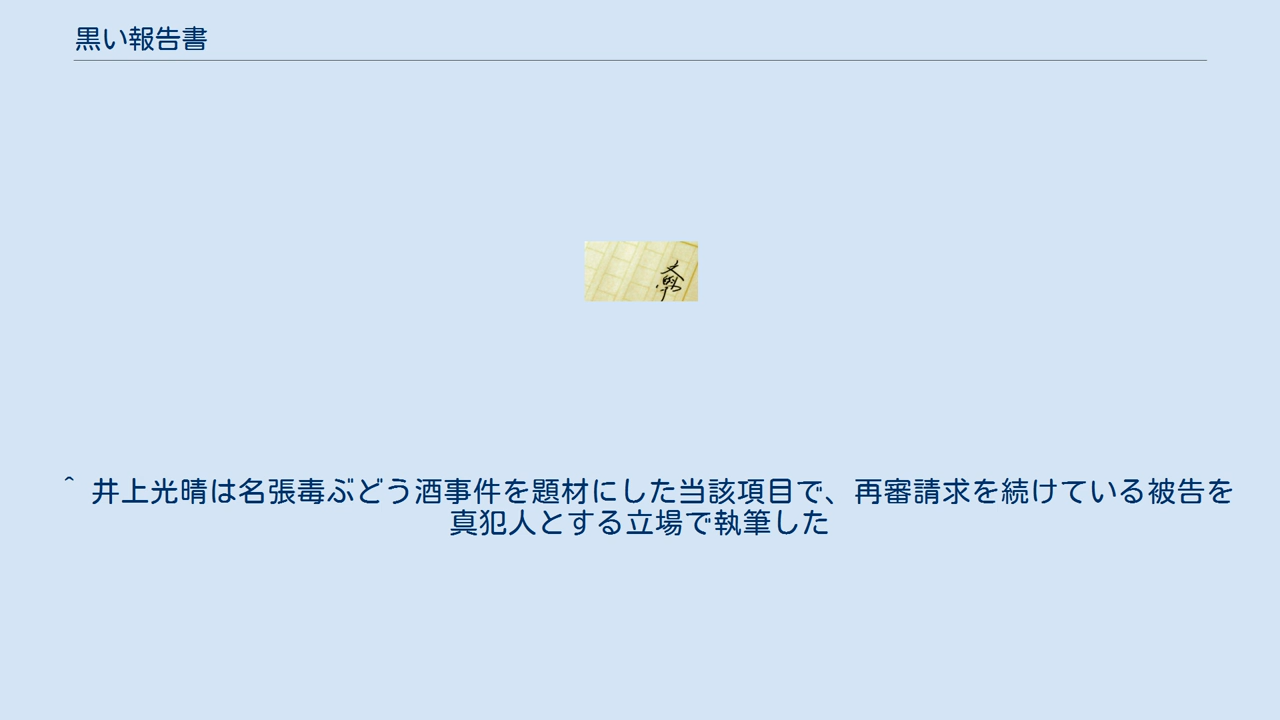 黒い報告書
^ 井上光晴は名張毒ぶどう酒事件を題材にした当該項目で、再審請求を続けている被告を
真犯人とする立場で執筆した